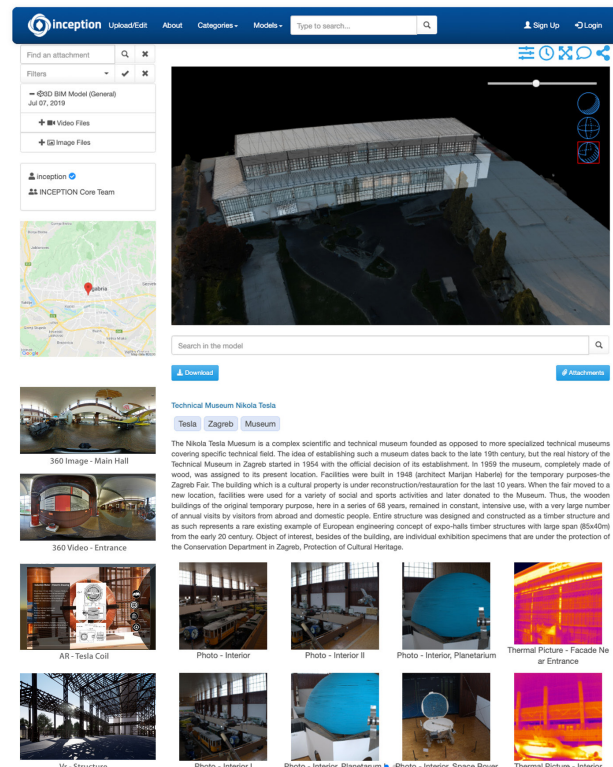 inception Upload/Edit About Categories Models Type to search... Sign Up Login
Find an attachment
Filters
3D BIM Model (General)
Jul 07, 2019
Video Files
Image Files
inception
INCEPTION Core Team
Google
Search in the model
Download
Attachments
Technical Museum Nikola Tesla
Tesla Zagreb Museum
The Nikola Tesla Muesum is a complex scientific and technical museum founded as opposed to more specialized technical museums
covering specific technical field. The idea of establishing such a museum dates back to the late 19th century, but the real history of the
Technical Museum in Zagreb started in 1954 with the official decision of its establishment. In 1959 the museum, completely made of
wood, was assigned to its present location. Facilities were built in 1948 (architect Marijan Haberle) for the temporary purposes-the
Zagreb Fair. The building which is a cultural property is under reconstruction/restauration for the last 10 years. When the fair moved to a
new location, facilities were used for a variety of social and sports activities and later donated to the Museum. Thus, the wooden
buildings of the original temporary purpose, here in a series of 68 years, remained in constant, intensive use, with a very large number
of annual visits by visitors from abroad and domestic people. Entire structure was designed and constructed as a timber structure and
as such represents a rare existing example of European engineering concept of expo-halls timber structures with large span (85x40m)
from the early 20 century. Object of interest, besides of the building, are individual exhibition specimens that are under the protection of
the Conservation Department in Zagreb, Protection of Cultural Heritage.
360 Image - Main Hall
360 Video - Entrance
AR - Tesla Coil
Photo - Interior
Photo - Interior II
Photo - Interior, Planetarium
Thermal Picture - Facade Ne
ar Entrance
Vr - Structure
Photo - Interior I
Photo - Interior, Planetarum
Photo - Interior, Space Rover
Thermal Picture - Interior